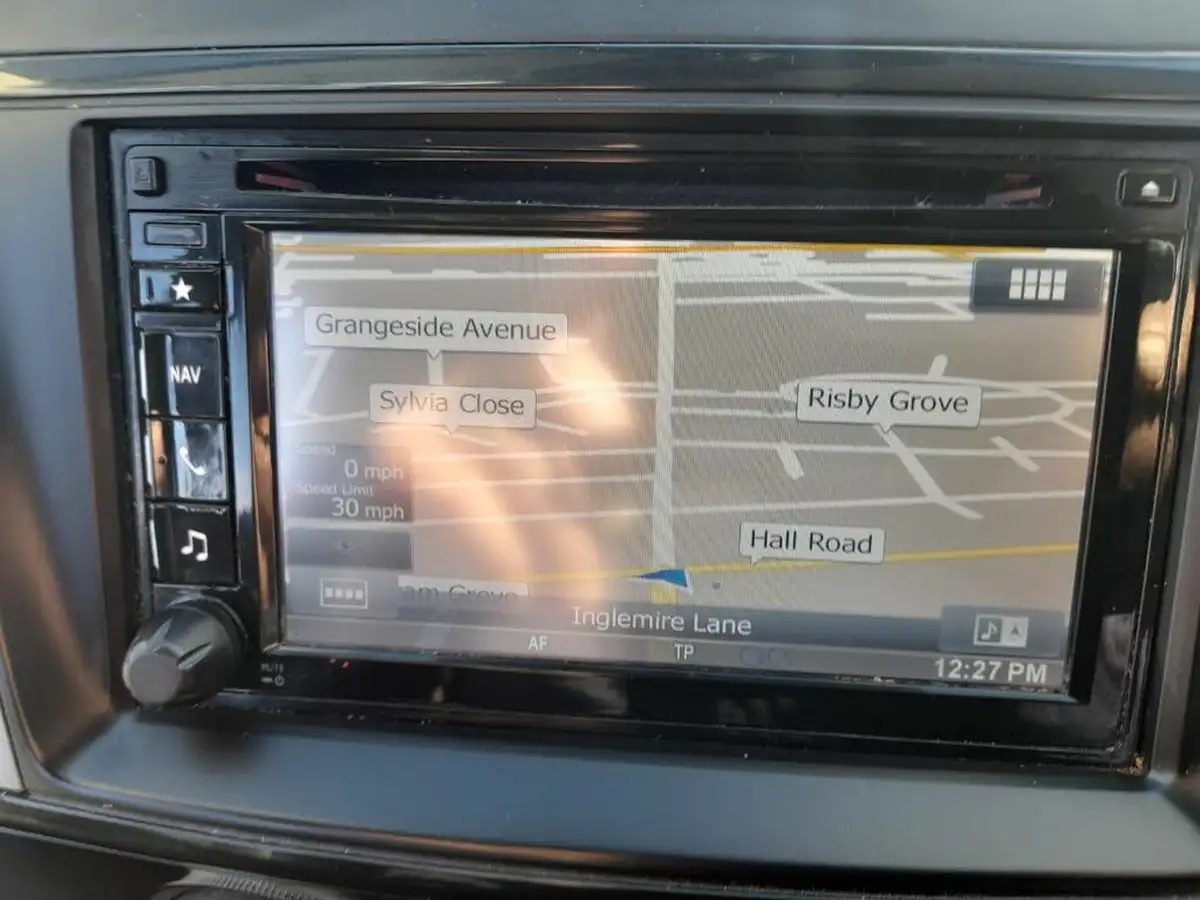 Grangeside Avenue
Sylvia Close
Risby Grove
NAV
Speed
0 mph
Speed Limit
30 mph
Hall Road
Inglemire Lane
AF
TP
MUTE
12:27 PM